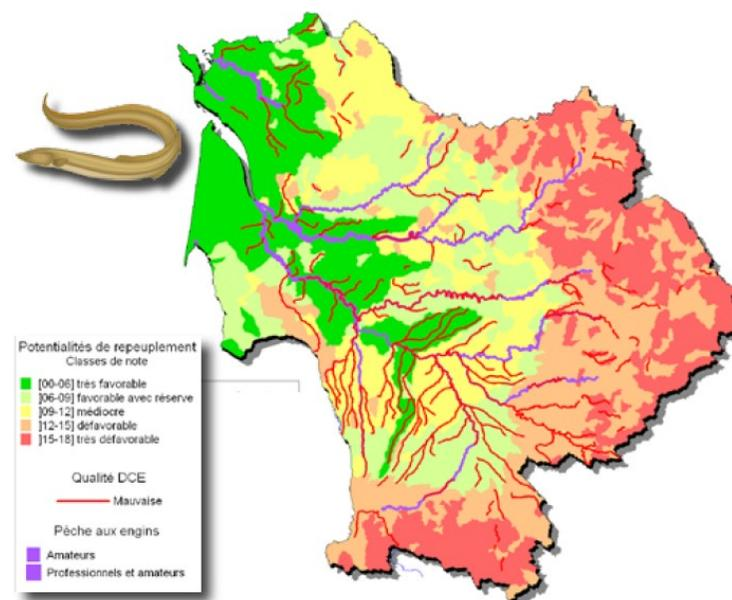 Potentialités de repeuplement
Classes de note
[00-06] très favorable
]06-09] favorable avec réserve
]09-12] médiocre
]12-15] défavorable
]15-18] très défavorable
Qualité DCE
Mauvaise
Pêche aux engins
Amateurs
Professionnels et amateurs